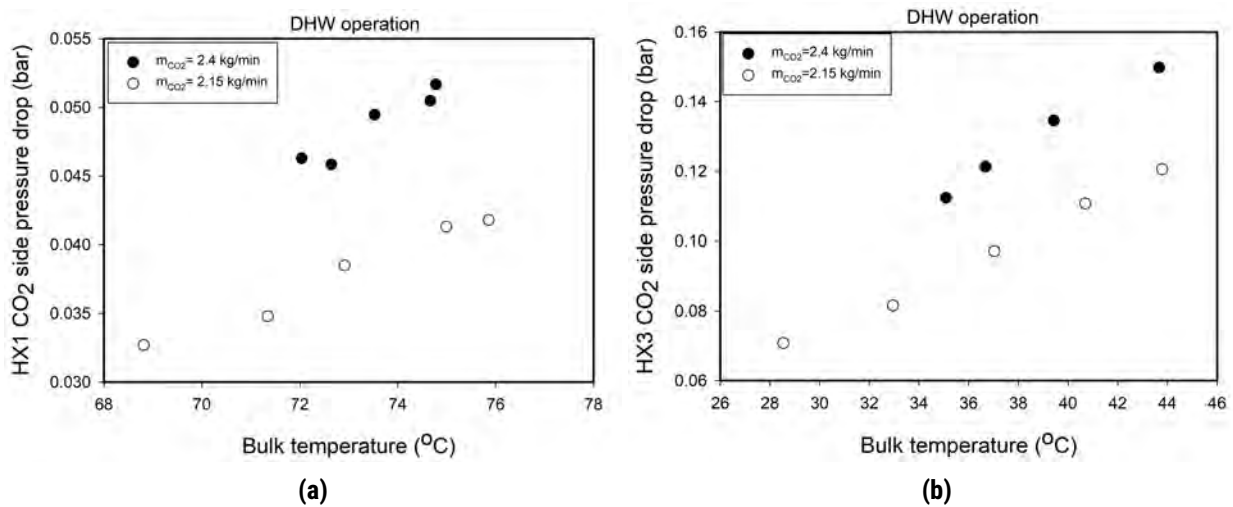 DHW operation
0.055
0.050
0.045
0.040
0.035
0.030
HX1 CO₂ side pressure drop (bar)
● m_CO2= 2.4 kg/min
○ m_CO2= 2.15 kg/min
68 70 72 74 76 78
Bulk temperature (ºC)
(a)
DHW operation
0.16
0.14
0.12
0.10
0.08
0.06
HX3 CO₂ side pressure drop (bar)
● m_CO2= 2.4 kg/min
○ m_CO2=2.15 kg/min
26 28 30 32 34 36 38 40 42 44 46
Bulk temperature (ºC)
(b)